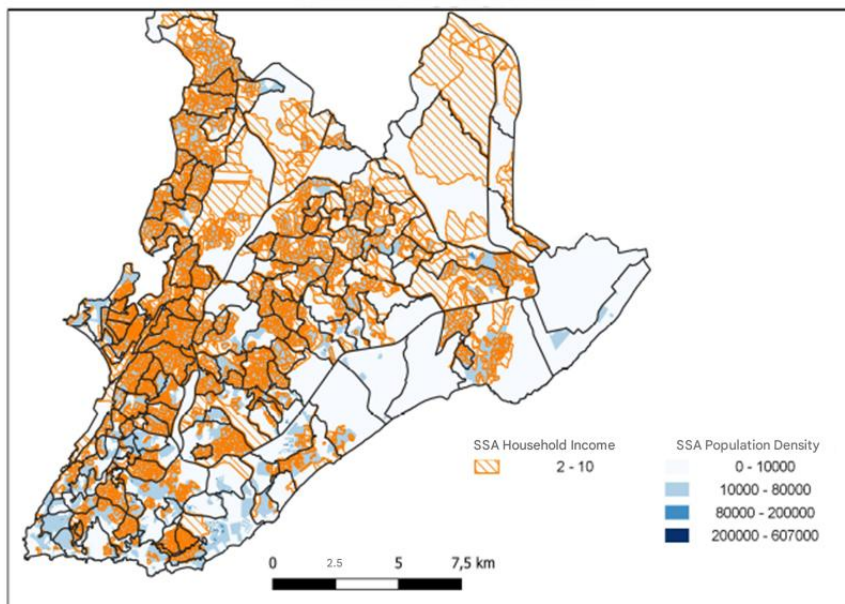 SSA Household Income
2 - 10
SSA Population Density
0 - 10000
10000 - 80000
80000 - 200000
200000 - 607000
0 2.5 5 7,5 km